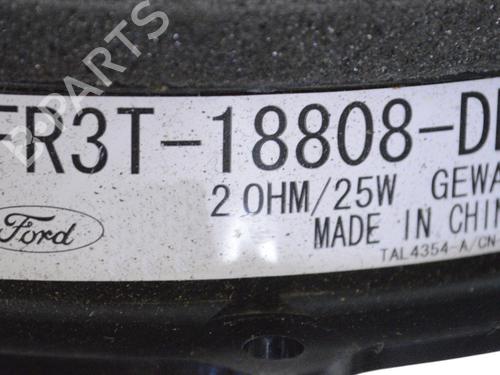 B-PARTS
FR3T-18808-D
2 OHM/25W GEWA
Ford
MADE IN CHIN
TAL4354-A/CN